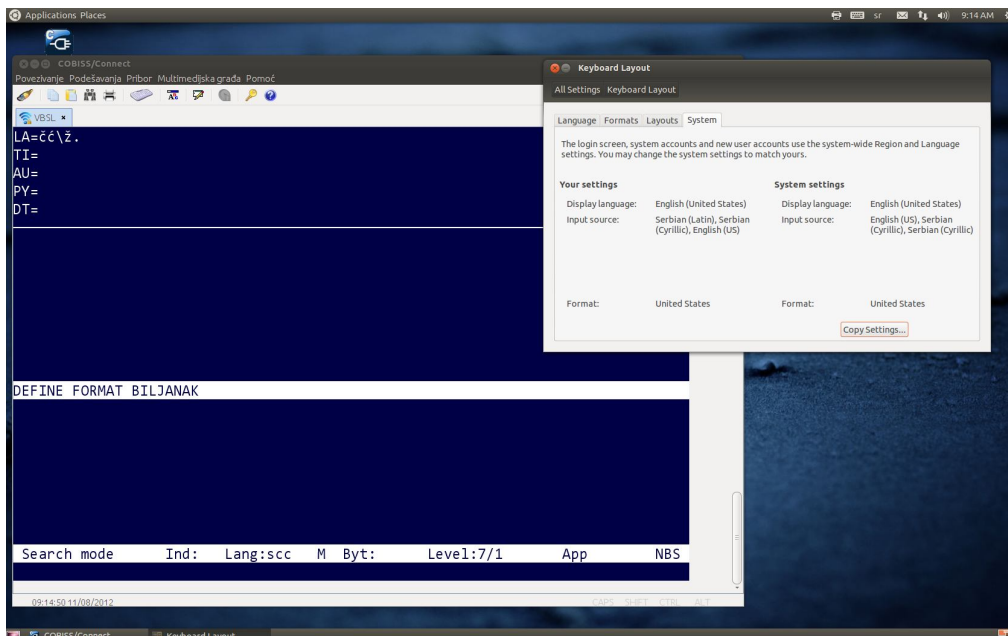 Applications Places
sr
9:14 AM
COBISS/Connect
Povezivanje Podešavanja Pribor Multimedijska građa Pomoć
VBSL
LA=čć\ž.
TI=
AU=
PY=
DT=
DEFINE FORMAT BILJANAK
Search mode Ind: Lang:scc M Byt: Level:7/1 App NBS
09:14:50 11/08/2012
CAPS SHIFT CTRL ALT
Keyboard Layout
All Settings Keyboard Layout
Language Formats Layouts System
The login screen, system accounts and new user accounts use the system-wide Region and Language
settings. You may change the system settings to match yours.
Your settings
Display language: English (United States)
Input source: Serbian (Latin), Serbian
(Cyrillic), English (US)
Format: United States
System settings
Display language: English (United States)
Input source: English (US), Serbian
(Cyrillic), Serbian (Cyrillic)
Format: United States
Copy Settings...
COBISS/Connect
Keyboard Layout